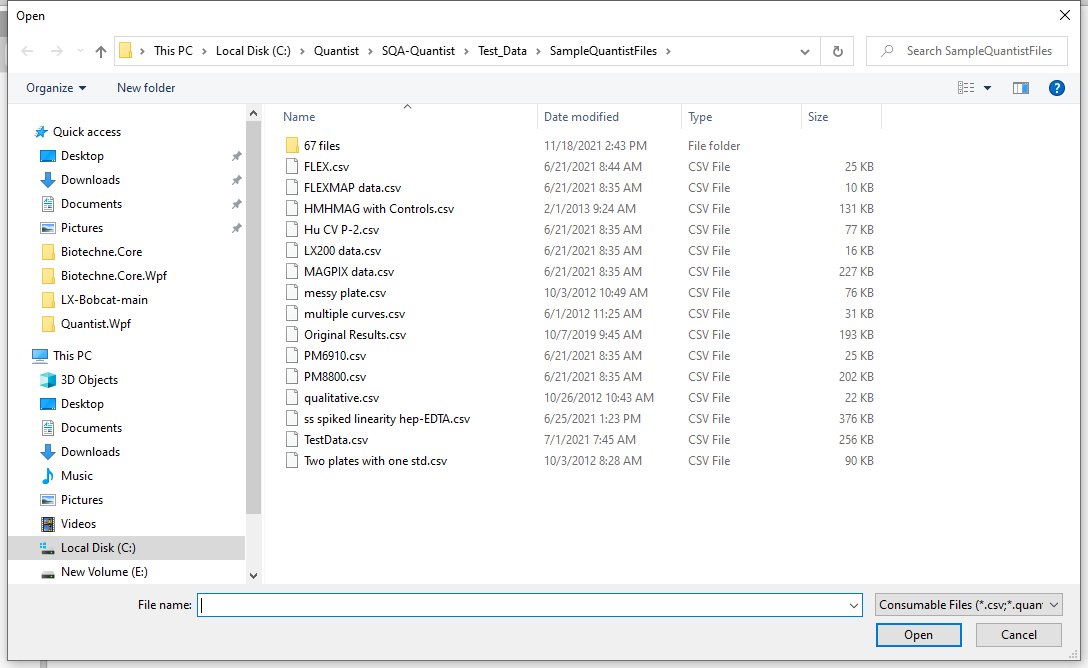 Open
This PC > Local Disk (C:) > Quantist > SQA-Quantist > Test_Data > SampleQuantistFiles >
Search SampleQuantistFiles
Organize
New folder
Quick access
Desktop
Downloads
Documents
Pictures
Biotechne.Core
Biotechne.Core.Wpf
LX-Bobcat-main
Quantist.Wpf
This PC
3D Objects
Desktop
Documents
Downloads
Music
Pictures
Videos
Local Disk (C:)
New Volume (E:)
Name Date modified Type Size
67 files 11/18/2021 2:43 PM File folder
FLEX.csv 6/21/2021 8:44 AM CSV File 25 KB
FLEXMAP data.csv 6/21/2021 8:35 AM CSV File 10 KB
HMHMAG with Controls.csv 2/1/2013 9:24 AM CSV File 131 KB
Hu CV P-2.csv 6/21/2021 8:35 AM CSV File 77 KB
LX200 data.csv 6/21/2021 8:35 AM CSV File 16 KB
MAGPIX data.csv 6/21/2021 8:35 AM CSV File 227 KB
messy plate.csv 10/3/2012 10:49 AM CSV File 76 KB
multiple curves.csv 6/1/2012 11:25 AM CSV File 31 KB
Original Results.csv 10/7/2019 9:45 AM CSV File 193 KB
PM6910.csv 6/21/2021 8:35 AM CSV File 25 KB
PM8800.csv 6/21/2021 8:35 AM CSV File 202 KB
qualitative.csv 10/26/2012 10:43 AM CSV File 22 KB
ss spiked linearity hep-EDTA.csv 6/25/2021 1:23 PM CSV File 376 KB
TestData.csv 7/1/2021 7:45 AM CSV File 256 KB
Two plates with one std.csv 10/3/2012 8:28 AM CSV File 90 KB
File name:
Consumable Files (*.csv;*.quan
Open
Cancel